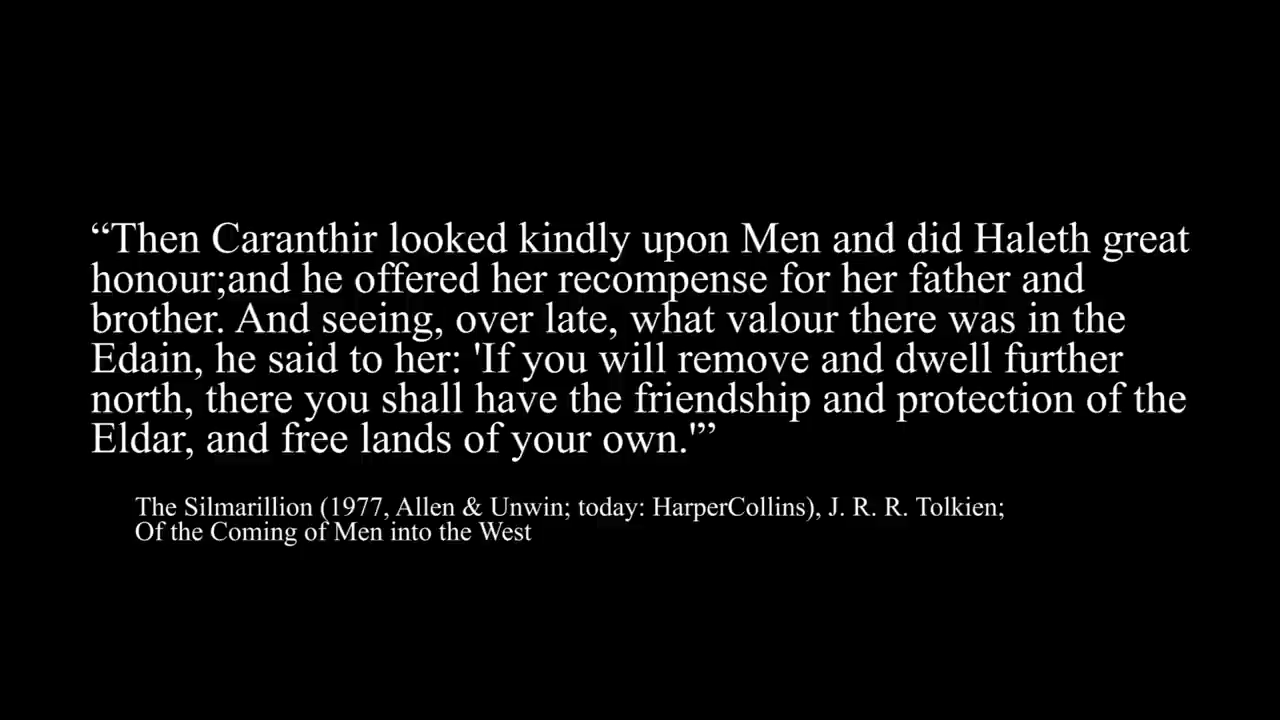 “Then Caranthir looked kindly upon Men and did Haleth great
honour;and he offered her recompense for her father and
brother. And seeing, over late, what valour there was in the
Edain, he said to her: 'If you will remove and dwell further
north, there you shall have the friendship and protection of the
Eldar, and free lands of your own.'”
The Silmarillion (1977, Allen & Unwin; today: HarperCollins), J. R. R. Tolkien;
Of the Coming of Men into the West